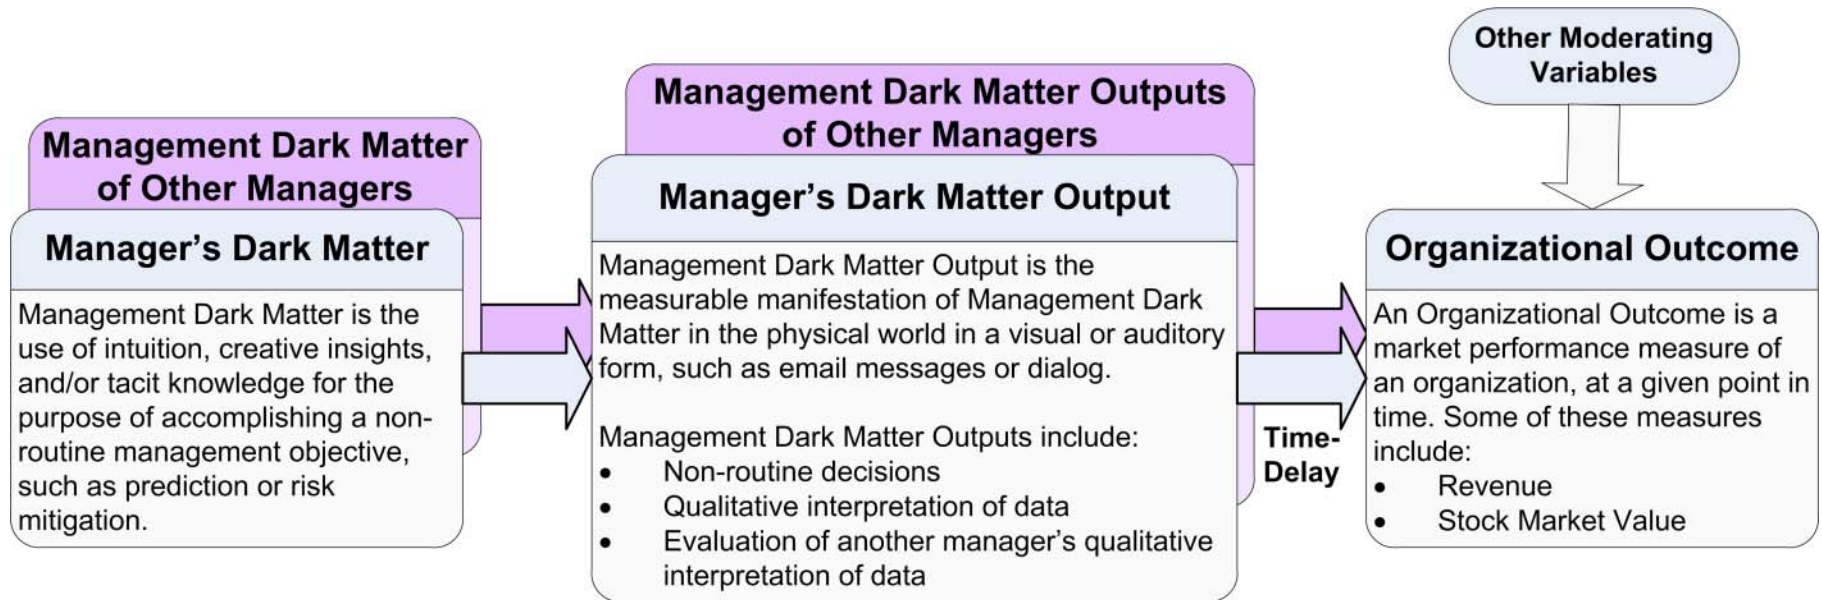 Management Dark Matter
of Other Managers
Manager’s Dark Matter
Management Dark Matter is the
use of intuition, creative insights,
and/or tacit knowledge for the
purpose of accomplishing a non-
routine management objective,
such as prediction or risk
mitigation.
Management Dark Matter Outputs
of Other Managers
Manager’s Dark Matter Output
Management Dark Matter Output is the
measurable manifestation of Management Dark
Matter in the physical world in a visual or auditory
form, such as email messages or dialog.
Management Dark Matter Outputs include:
• Non-routine decisions
• Qualitative interpretation of data
• Evaluation of another manager’s qualitative
interpretation of data
Time-
Delay
Other Moderating
Variables
Organizational Outcome
An Organizational Outcome is a
market performance measure of
an organization, at a given point in
time. Some of these measures
include:
• Revenue
• Stock Market Value